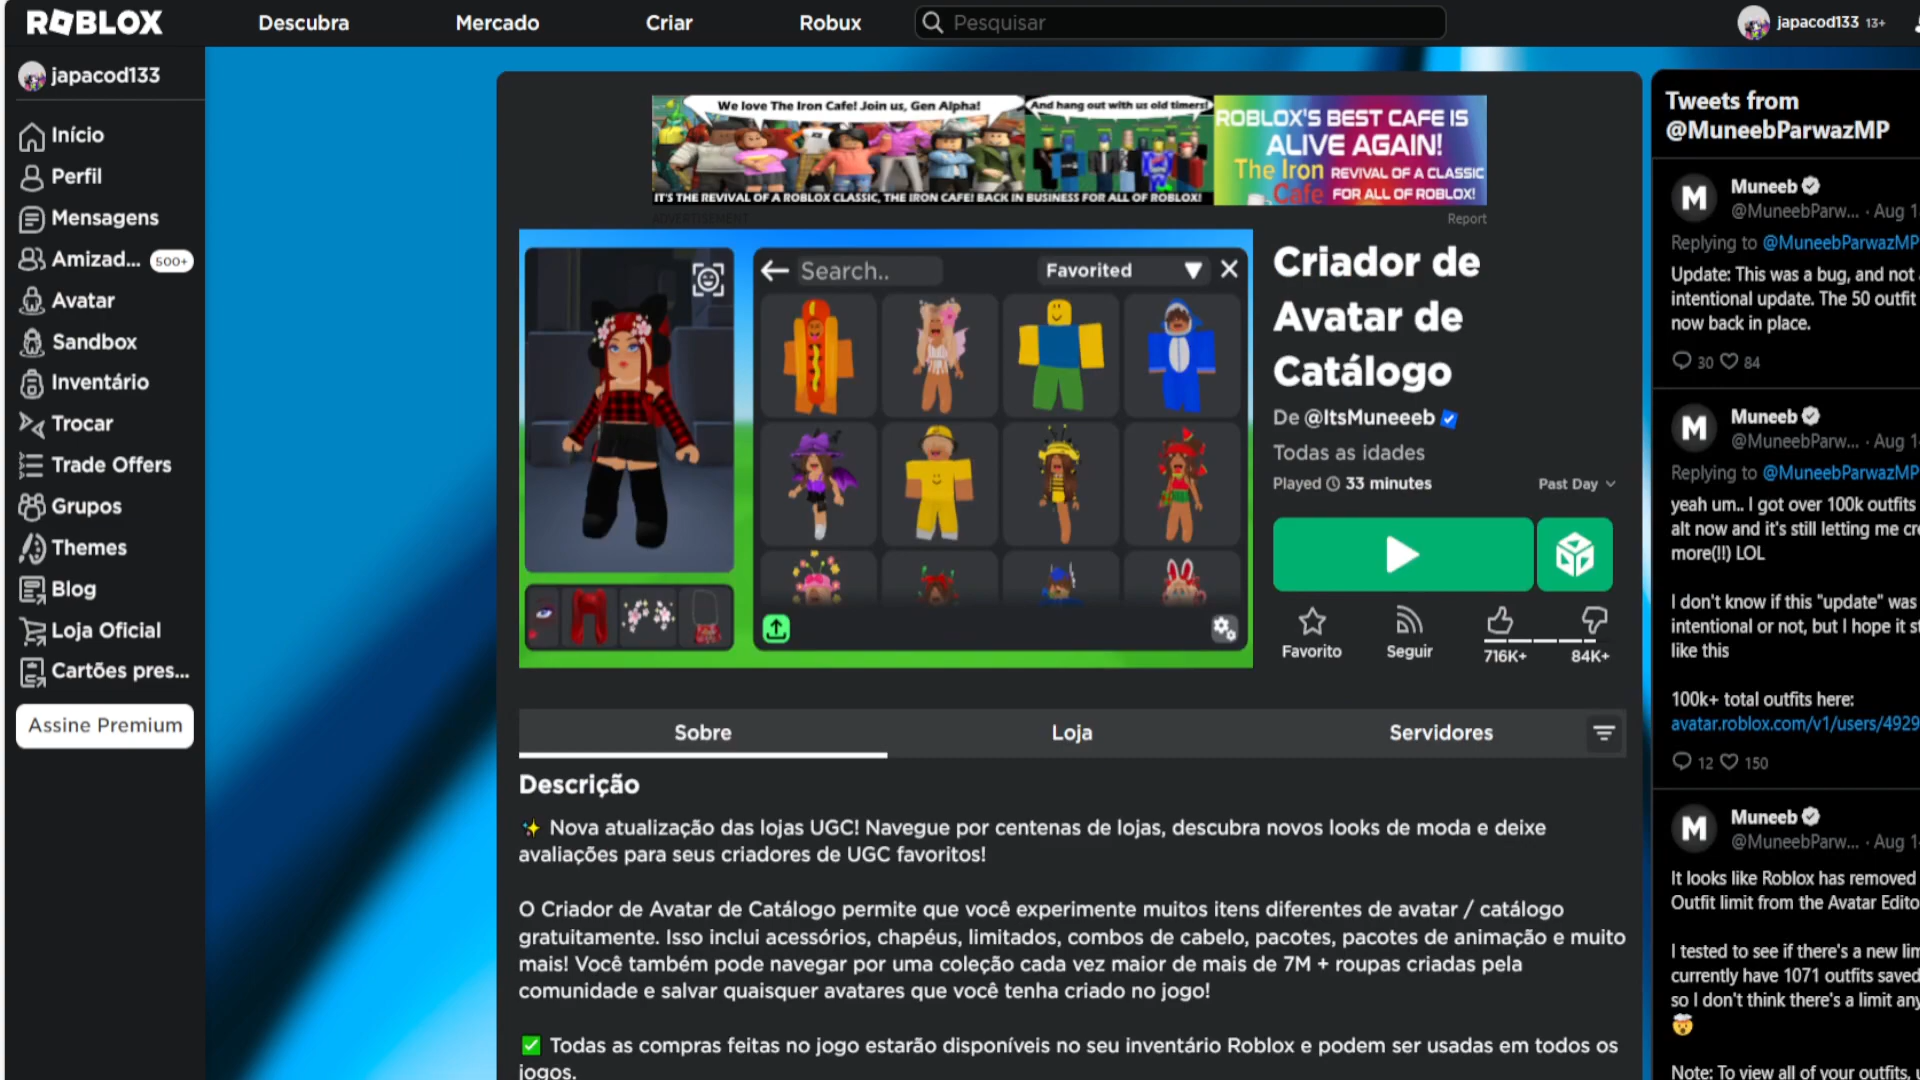 ROBLOX
Descubra
Mercado
Criar
Robux
Pesquisar
japacod133 13+
japacod133
Início
Perfil
Mensagens
Amizad... 500+
Avatar
Sandbox
Inventário
Trocar
Trade Offers
Grupos
Themes
Blog
Loja Oficial
Cartões pres...
Assine Premium
We love The Iron Cafe! Join us, Gen Alpha!
And hang out with us old timers!
IT'S THE REVIVAL OF A ROBLOX CLASSIC, THE IRON CAFE! BACK IN BUSINESS FOR ALL OF ROBLOX!
ROBLOX'S BEST CAFE IS
ALIVE AGAIN!
The Iron Cafe
REVIVAL OF A CLASSIC
FOR ALL OF ROBLOX!
ADVERTISEMENT
Report
Search..
Favorited
Criador de
Avatar de
Catálogo
De @ItsMuneeeb
Todas as idades
Played 33 minutes
Past Day
Favorito
Seguir
716K+
84K+
Sobre
Loja
Servidores
Descrição
✨ Nova atualização das lojas UGC! Navegue por centenas de lojas, descubra novos looks de moda e deixe
avaliações para seus criadores de UGC favoritos!
O Criador de Avatar de Catálogo permite que você experimente muitos itens diferentes de avatar / catálogo
gratuitamente. Isso inclui acessórios, chapéus, limitados, combos de cabelo, pacotes, pacotes de animação e muito
mais! Você também pode navegar por uma coleção cada vez maior de mais de 7M + roupas criadas pela
comunidade e salvar quaisquer avatares que você tenha criado no jogo!
✅ Todas as compras feitas no jogo estarão disponíveis no seu inventário Roblox e podem ser usadas em todos os
jogos.
Tweets from
@MuneebParwazMP
M
Muneeb
@MuneebParw... · Aug 1
Replying to @MuneebParwazMP
Update: This was a bug, and not
intentional update. The 50 outfit
now back in place.
30 84
M
Muneeb
@MuneebParw... · Aug 1
Replying to @MuneebParwazMP
yeah um.. I got over 100k outfits
alt now and it's still letting me cr
more(!!) LOL
I don't know if this "update" was
intentional or not, but I hope it st
like this
100k+ total outfits here:
avatar.roblox.com/v1/users/4929
12 150
M
Muneeb
@MuneebParw... · Aug 1
It looks like Roblox has removed
Outfit limit from the Avatar Edito
I tested to see if there's a new lim
currently have 1071 outfits saved
so I don't think there's a limit any
🤯
Note: To view all of your outfits,